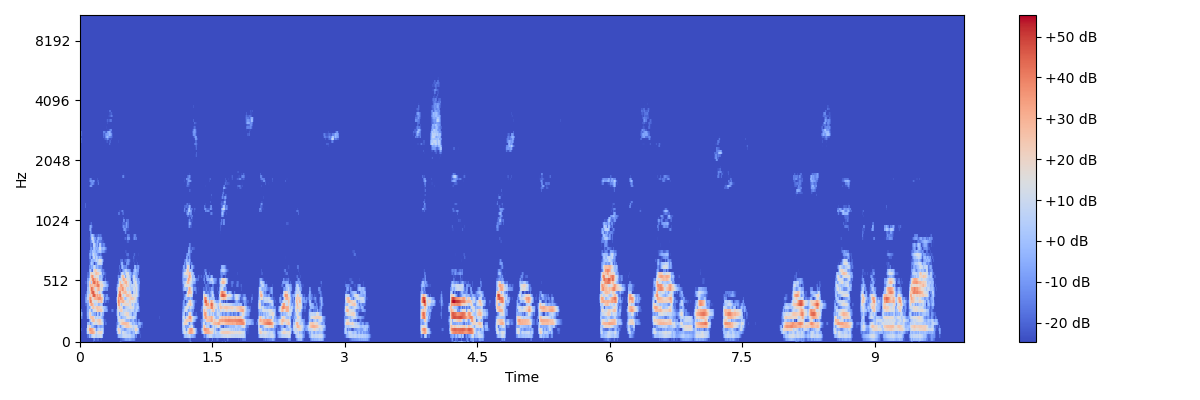 8192
4096
2048
1024
512
0
Hz
0 1.5 3 4.5 6 7.5 9
Time
+50 dB
+40 dB
+30 dB
+20 dB
+10 dB
+0 dB
-10 dB
-20 dB